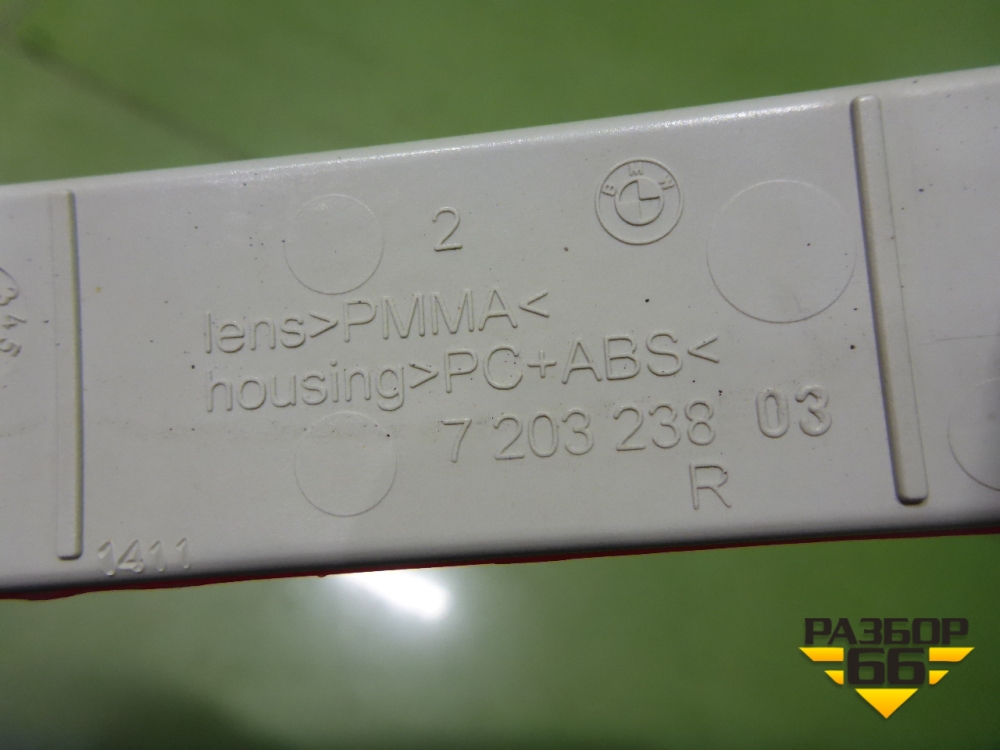 2
BMW
lens>PMMA<
housing>PC+ABS<
7 203 238 03
R
1411
РАЗБОР
66